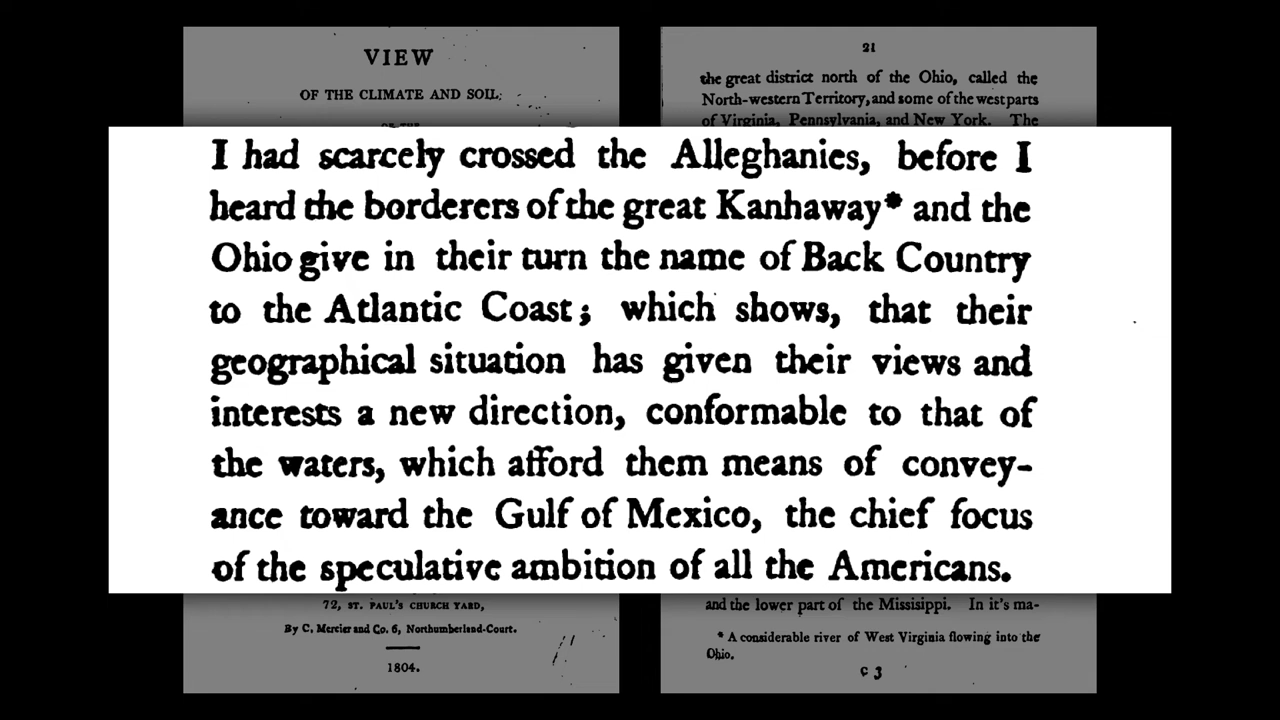 VIEW
OF THE CLIMATE AND SOIL
21
the great district north of the Ohio, called the
North-western Territory, and some of the west parts
of Virginia, Pennsylvania, and New York. The
I had scarcely crossed the Alleghanies, before I
heard the borderers of the great Kanhaway* and the
Ohio give in their turn the name of Back Country
to the Atlantic Coast; which shows, that their
geographical situation has given their views and
interests a new direction, conformable to that of
the waters, which afford them means of convey-
ance toward the Gulf of Mexico, the chief focus
of the speculative ambition of all the Americans.
72, ST. PAUL'S CHURCH YARD,
By C. Mercier and Co. 6, Northumberland-Court.
1804.
and the lower part of the Missisippi. In it's ma-
* A considerable river of West Virginia flowing into the
Ohio.
C 3